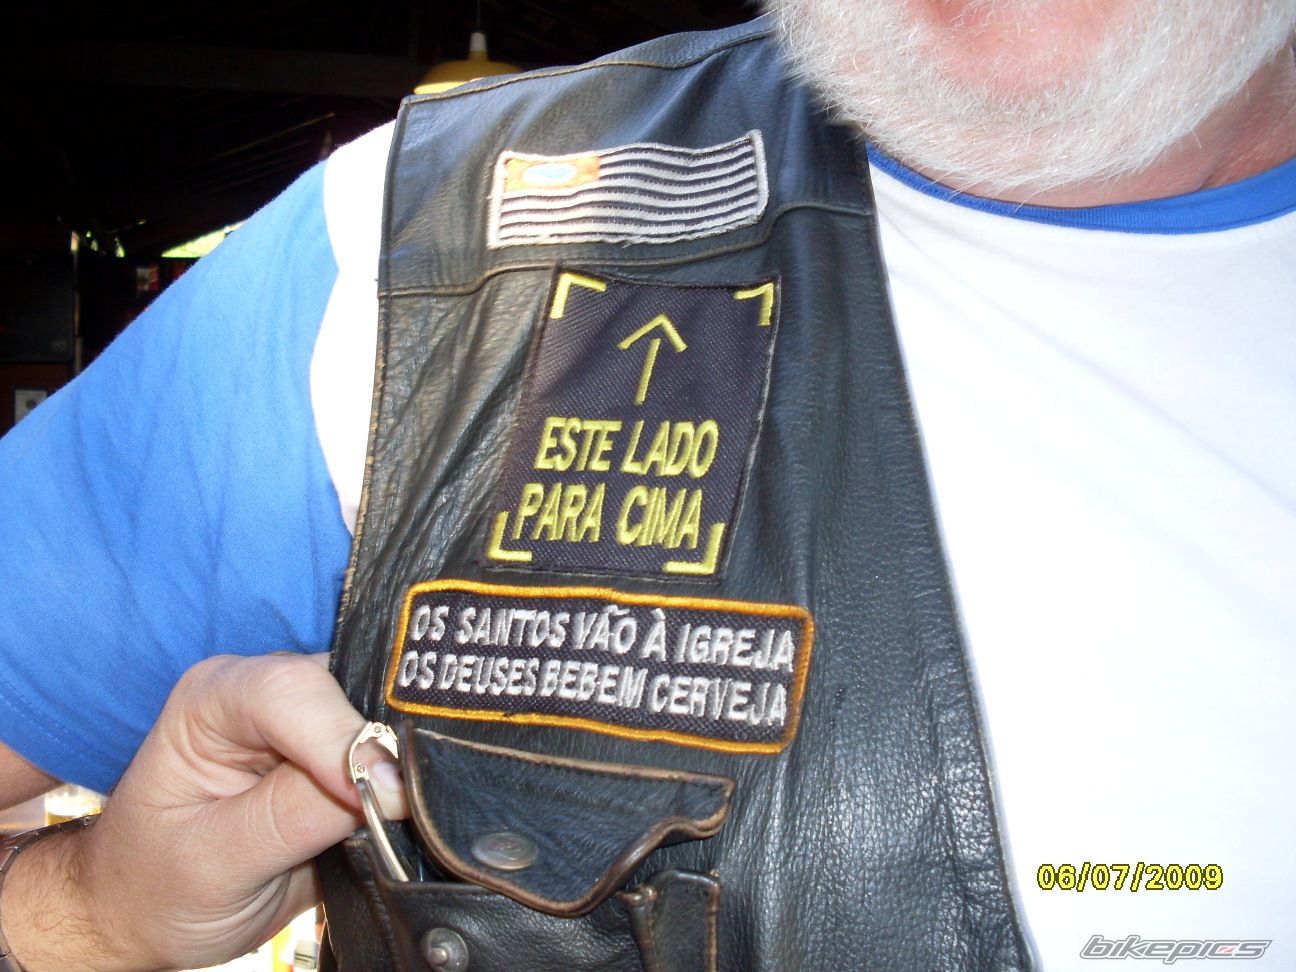 ESTE LADO
PARA CIMA
OS SANTOS VÃO À IGREJA
OS DEUSES BEBEM CERVEJA
06/07/2009
bikepics